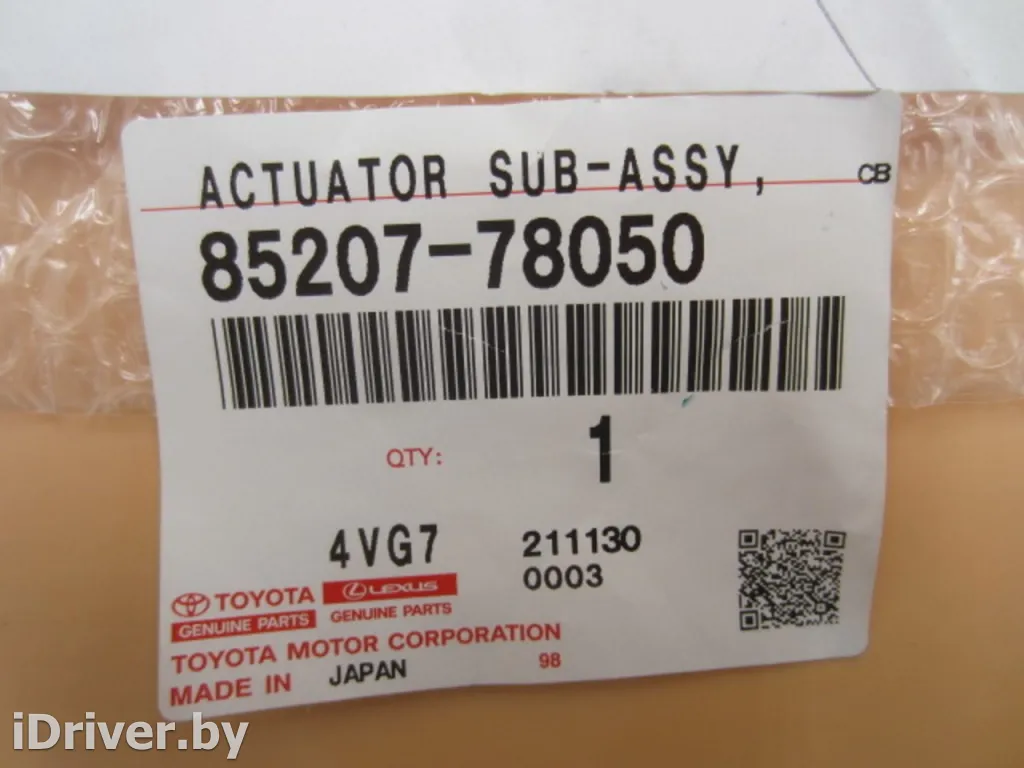 ACTUATOR SUB-ASSY, CB
85207-78050
QTY: 1
4VG7 211130
0003
TOYOTA LEXUS
GENUINE PARTS GENUINE PARTS
TOYOTA MOTOR CORPORATION
MADE IN JAPAN 98
iDriver.by